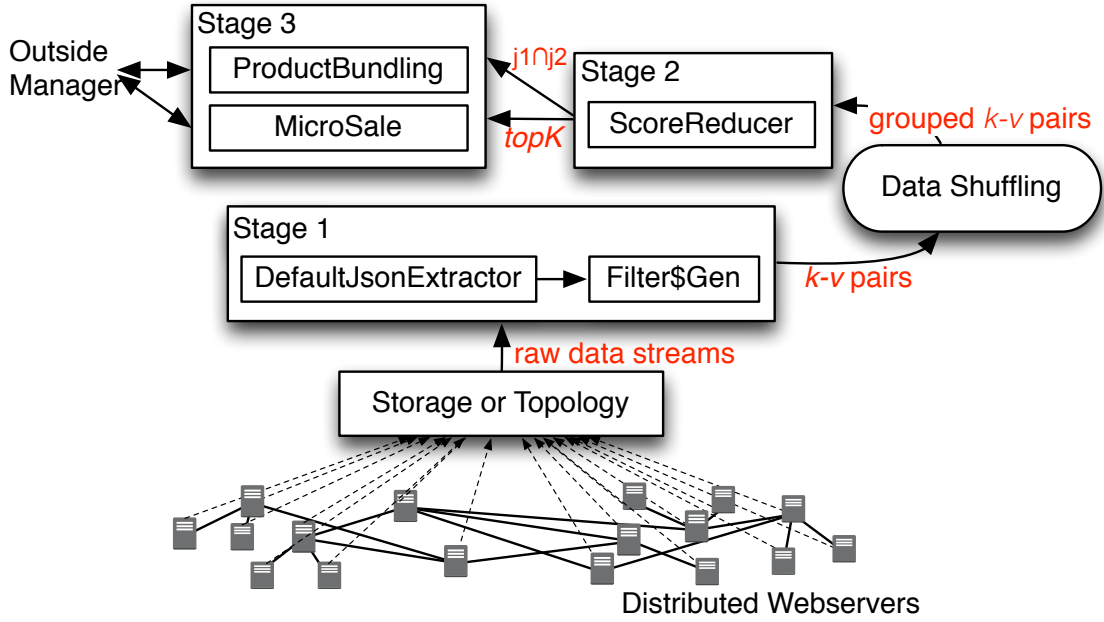 Stage 3
Outside
Manager
ProductBundling
MicroSale
j1∩j2
topK
Stage 2
ScoreReducer
grouped k-v pairs
Data Shuffling
Stage 1
DefaultJsonExtractor
Filter$Gen
k-v pairs
raw data streams
Storage or Topology
Distributed Webservers